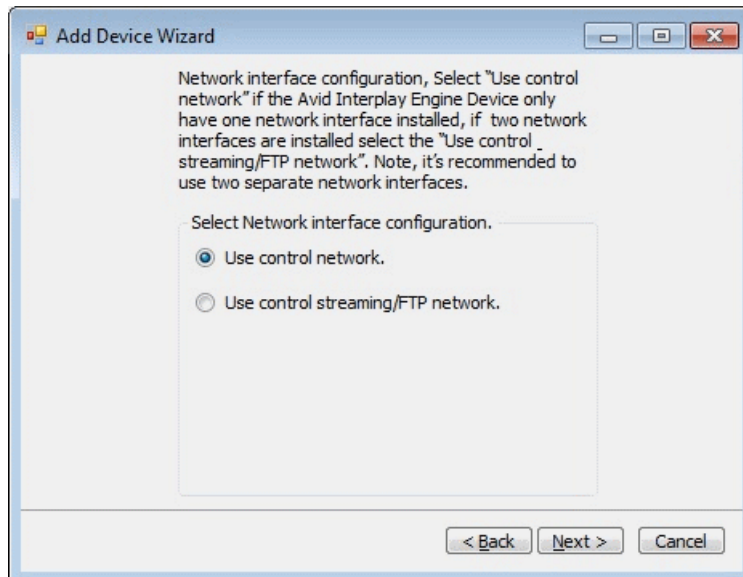 Add Device Wizard
Network interface configuration, Select "Use control
network" if the Avid Interplay Engine Device only
have one network interface installed, if two network
interfaces are installed select the "Use control _
streaming/FTP network". Note, it's recommended to
use two separate network interfaces.
Select Network interface configuration.
Use control network.
Use control streaming/FTP network.
< Back Next > Cancel